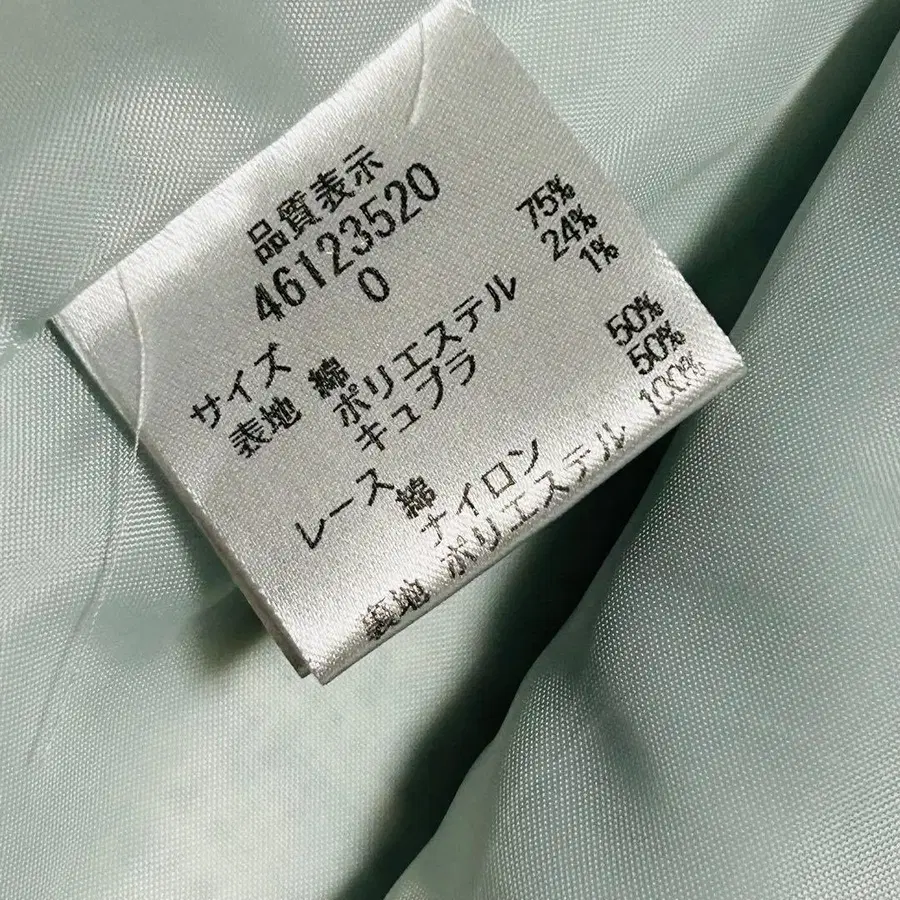 品質表示
46123520
サイズ 0
表地 綿 75%
ポリエステル 24%
キュプラ 1%
レース 綿 50%
ナイロン 50%
裏地 ポリエステル 100%